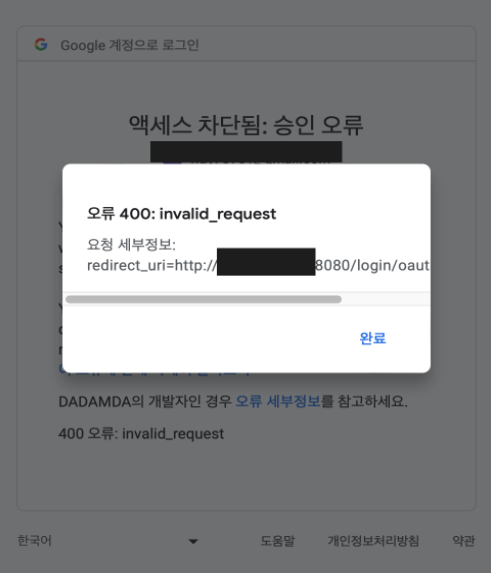 Google 계정으로 로그인
액세스 차단됨: 승인 오류
오류 400: invalid_request
요청 세부정보:
redirect_uri=http:// 8080/login/oaut
완료
DADAMDA의 개발자인 경우 오류 세부정보를 참고하세요.
400 오류: invalid_request
한국어
도움말
개인정보처리방침
약관